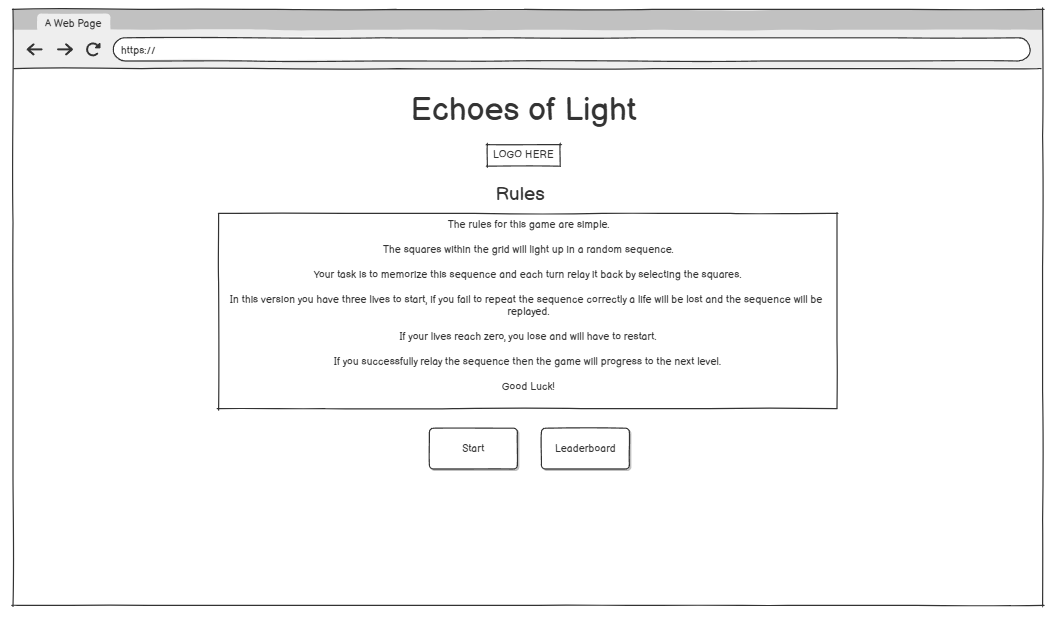 A Web Page
https://
Echoes of Light
LOGO HERE
Rules
The rules for this game are simple.
The squares within the grid will light up in a random sequence.
Your task is to memorize this sequence and each turn relay it back by selecting the squares.
In this version you have three lives to start, if you fail to repeat the sequence correctly a life will be lost and the sequence will be
replayed.
If your lives reach zero, you lose and will have to restart.
If you successfully relay the sequence then the game will progress to the next level.
Good Luck!
Start
Leaderboard